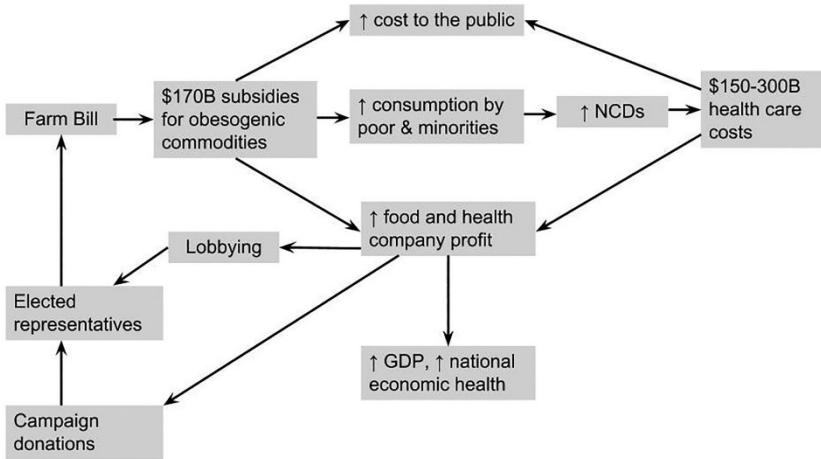 ↑ cost to the public
Farm Bill
$170B subsidies
for obesogenic
commodities
↑ consumption by
poor & minorities
↑ NCDs
$150-300B
health care
costs
↑ food and health
company profit
Lobbying
Elected
representatives
↑ GDP, ↑ national
economic health
Campaign
donations